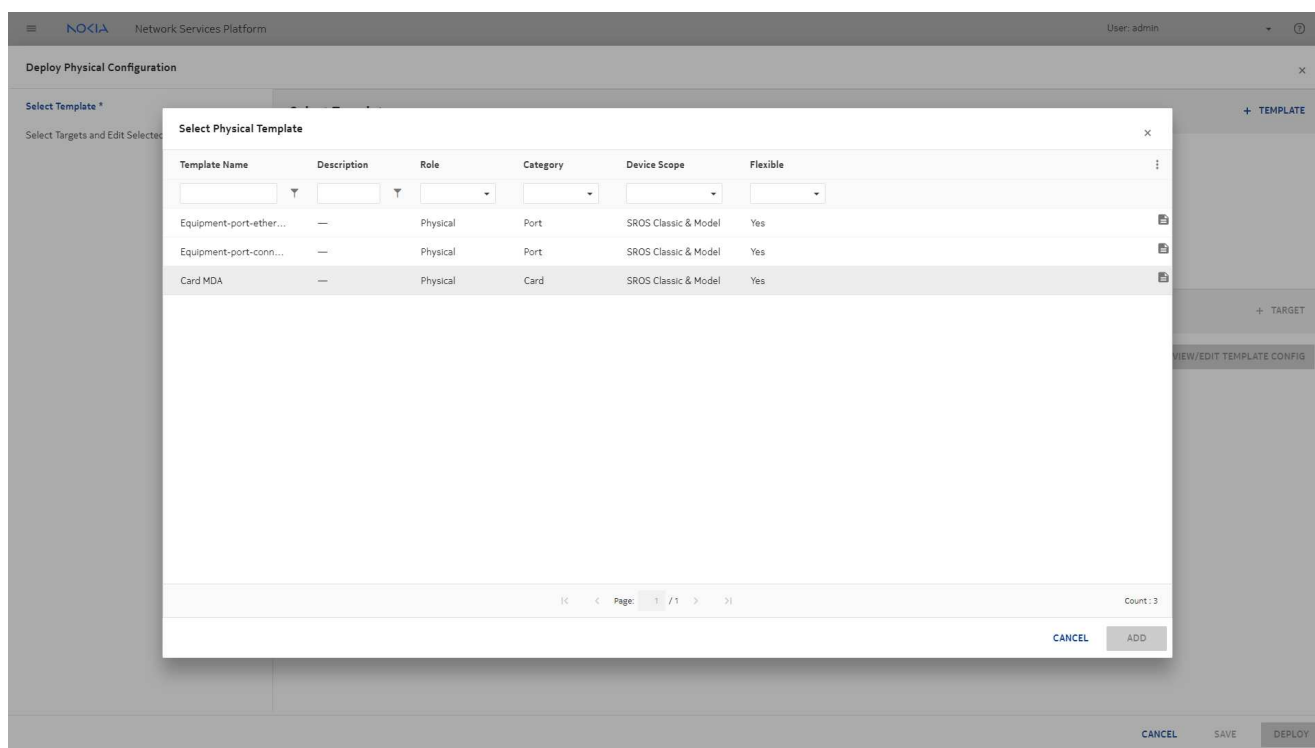 NOKIA Network Services Platform User: admin
Deploy Physical Configuration
Select Template *
+ TEMPLATE
Select Targets and Edit Selected
Select Physical Template
Template Name Description Role Category Device Scope Flexible
Equipment-port-ether... — Physical Port SROS Classic & Model Yes
Equipment-port-conn... — Physical Port SROS Classic & Model Yes
Card MDA — Physical Card SROS Classic & Model Yes
+ TARGET
VIEW/EDIT TEMPLATE CONFIG
Page: 1 / 1 Count : 3
CANCEL ADD
CANCEL SAVE DEPLOY